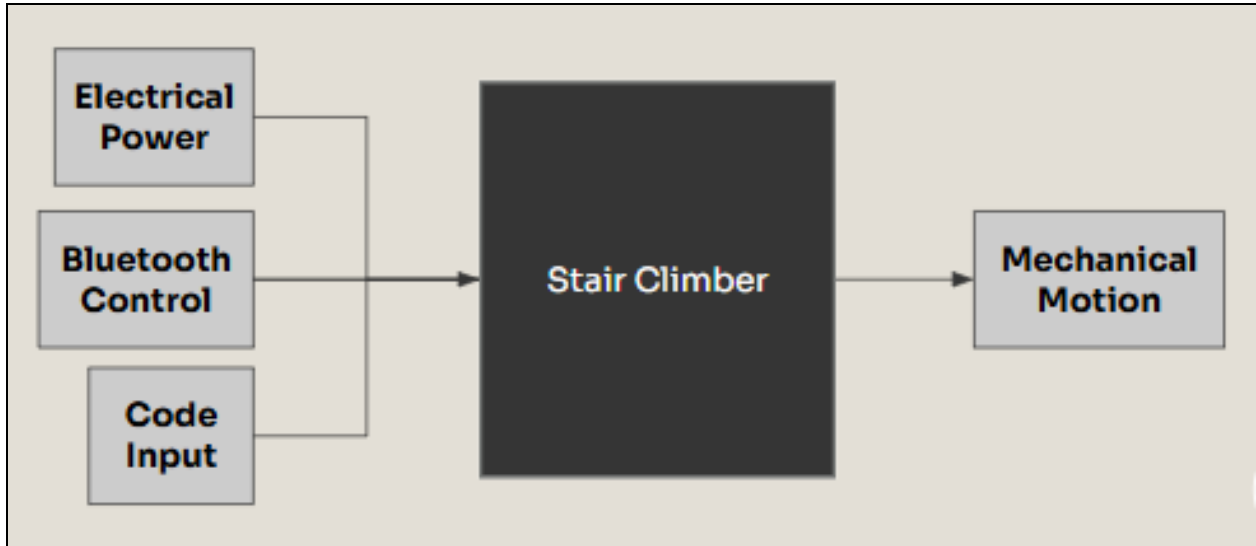 Electrical
Power
Bluetooth
Control
Code
Input
Stair Climber
Mechanical
Motion